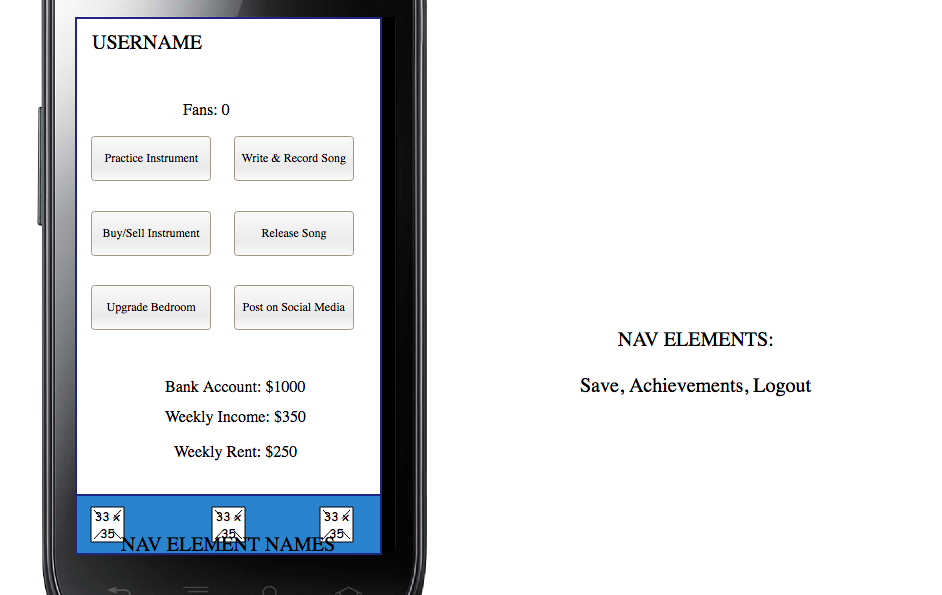 USERNAME
Fans: 0
Practice Instrument
Write & Record Song
Buy/Sell Instrument
Release Song
Upgrade Bedroom
Post on Social Media
Bank Account: $1000
Weekly Income: $350
Weekly Rent: $250
33 x
35
33 x
35
33 x
35
NAV ELEMENT NAMES
NAV ELEMENTS:
Save, Achievements, Logout